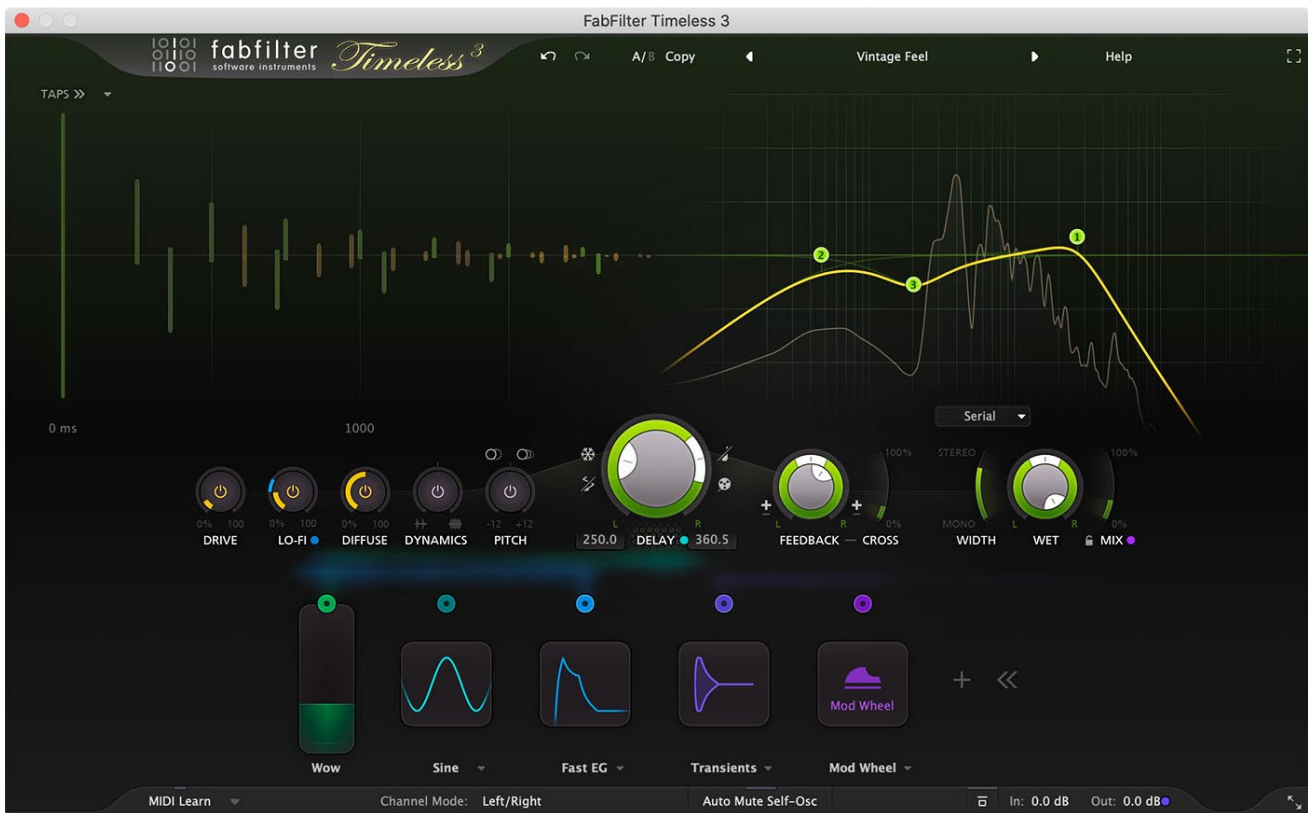 FabFilter Timeless 3
fabfilter
software instruments
Timeless 3
A/B Copy
Vintage Feel
Help
TAPS
1
2
3
0 ms
1000
Serial
100%
STEREO
100%
0% 100
0% 100
0% 100
-12 +12
L R
L R
0%
MONO
L R
0%
DRIVE
LO-FI
DIFFUSE
DYNAMICS
PITCH
250.0
DELAY
360.5
FEEDBACK — CROSS
WIDTH
WET
MIX
Mod Wheel
Wow
Sine
Fast EG
Transients
Mod Wheel
MIDI Learn
Channel Mode: Left/Right
Auto Mute Self-Osc
In: 0.0 dB
Out: 0.0 dB